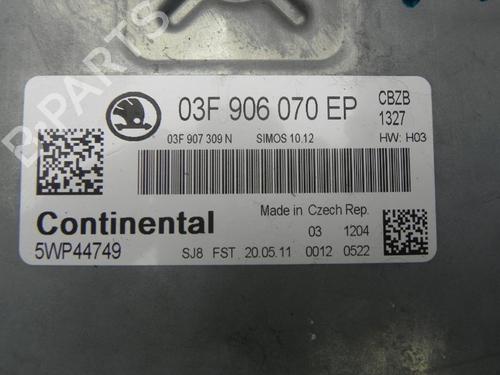 B-PARTS
03F 906 070 EP
CBZB
1327
03F 907 309 N SIMOS 10.12 HW: H03
Continental
Made in Czech Rep.
03 1204
5WP44749
SJ8 FST 20.05.11 0012 0522